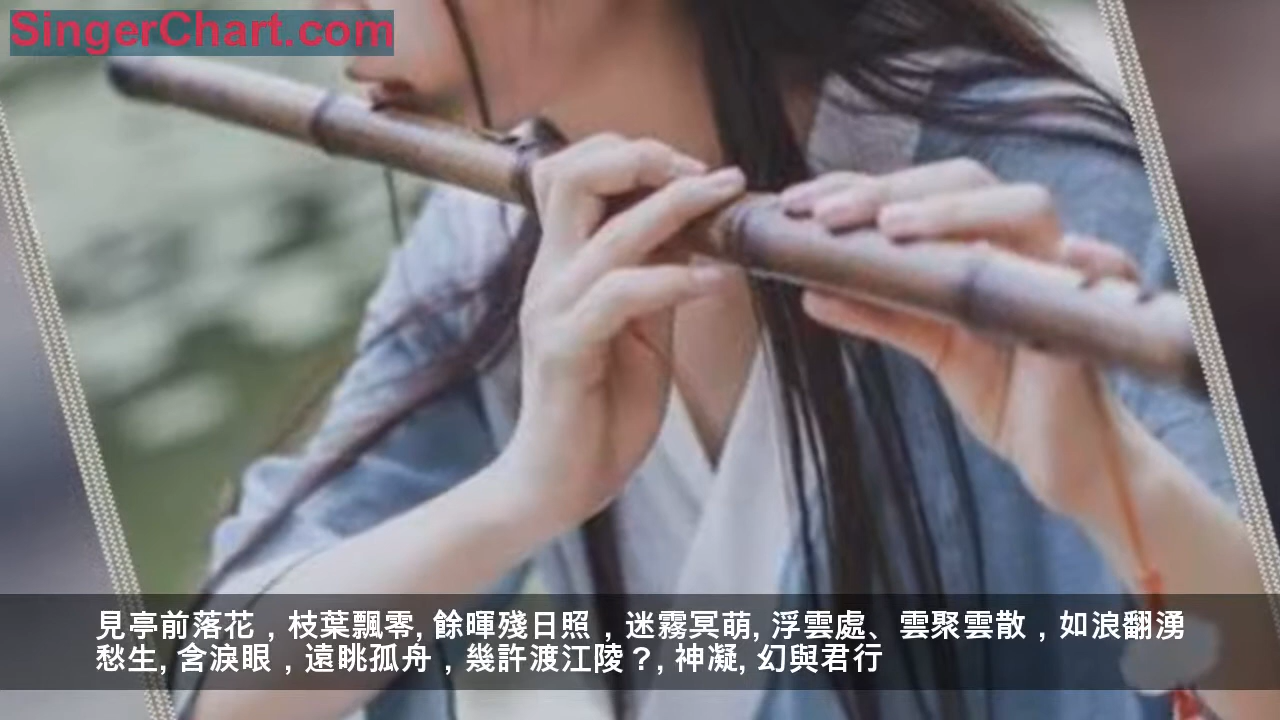 SingerChart.com
見亭前落花，枝葉飄零, 餘暉殘日照，迷霧冥萌, 浮雲處、雲聚雲散，如浪翻湧
愁生, 含淚眼，遠眺孤舟，幾許渡江陵？, 神凝, 幻與君行